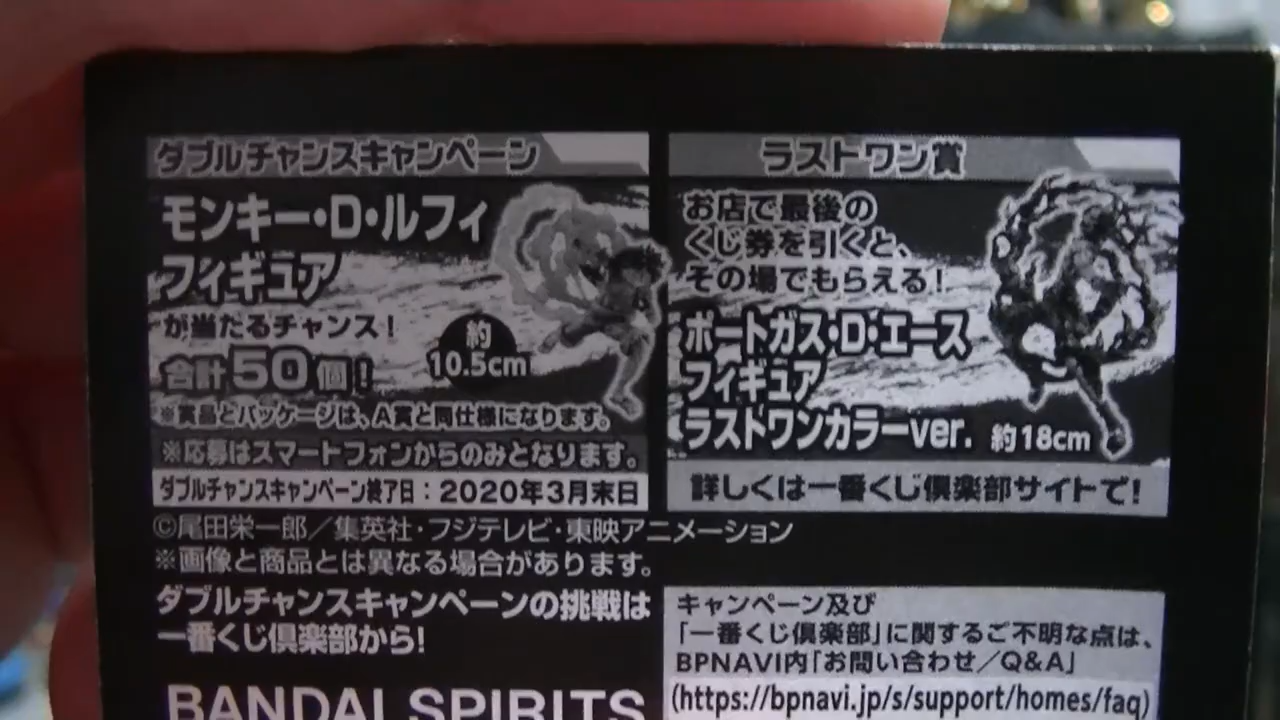 ダブルチャンスキャンペーン
モンキー・D・ルフィ
フィギュア
が当たるチャンス！
合計50個！
約
10.5cm
※賞品とパッケージは、A賞と同仕様になります。
※応募はスマートフォンからのみとなります。
ダブルチャンスキャンペーン終了日：2020年3月末日
ラストワン賞
お店で最後の
くじ券を引くと、
その場でもらえる！
ポートガス・D・エース
フィギュア
ラストワンカラーver. 約18cm
詳しくは一番くじ倶楽部サイトで!
©尾田栄一郎／集英社・フジテレビ・東映アニメーション
※画像と商品とは異なる場合があります。
ダブルチャンスキャンペーンの挑戦は
一番くじ倶楽部から!
BANDAI SPIRITS
キャンペーン及び
「一番くじ倶楽部」に関するご不明な点は、
BPNAVI内「お問い合わせ／Q&A」
(https://bpnavi.jp/s/support/homes/faq)